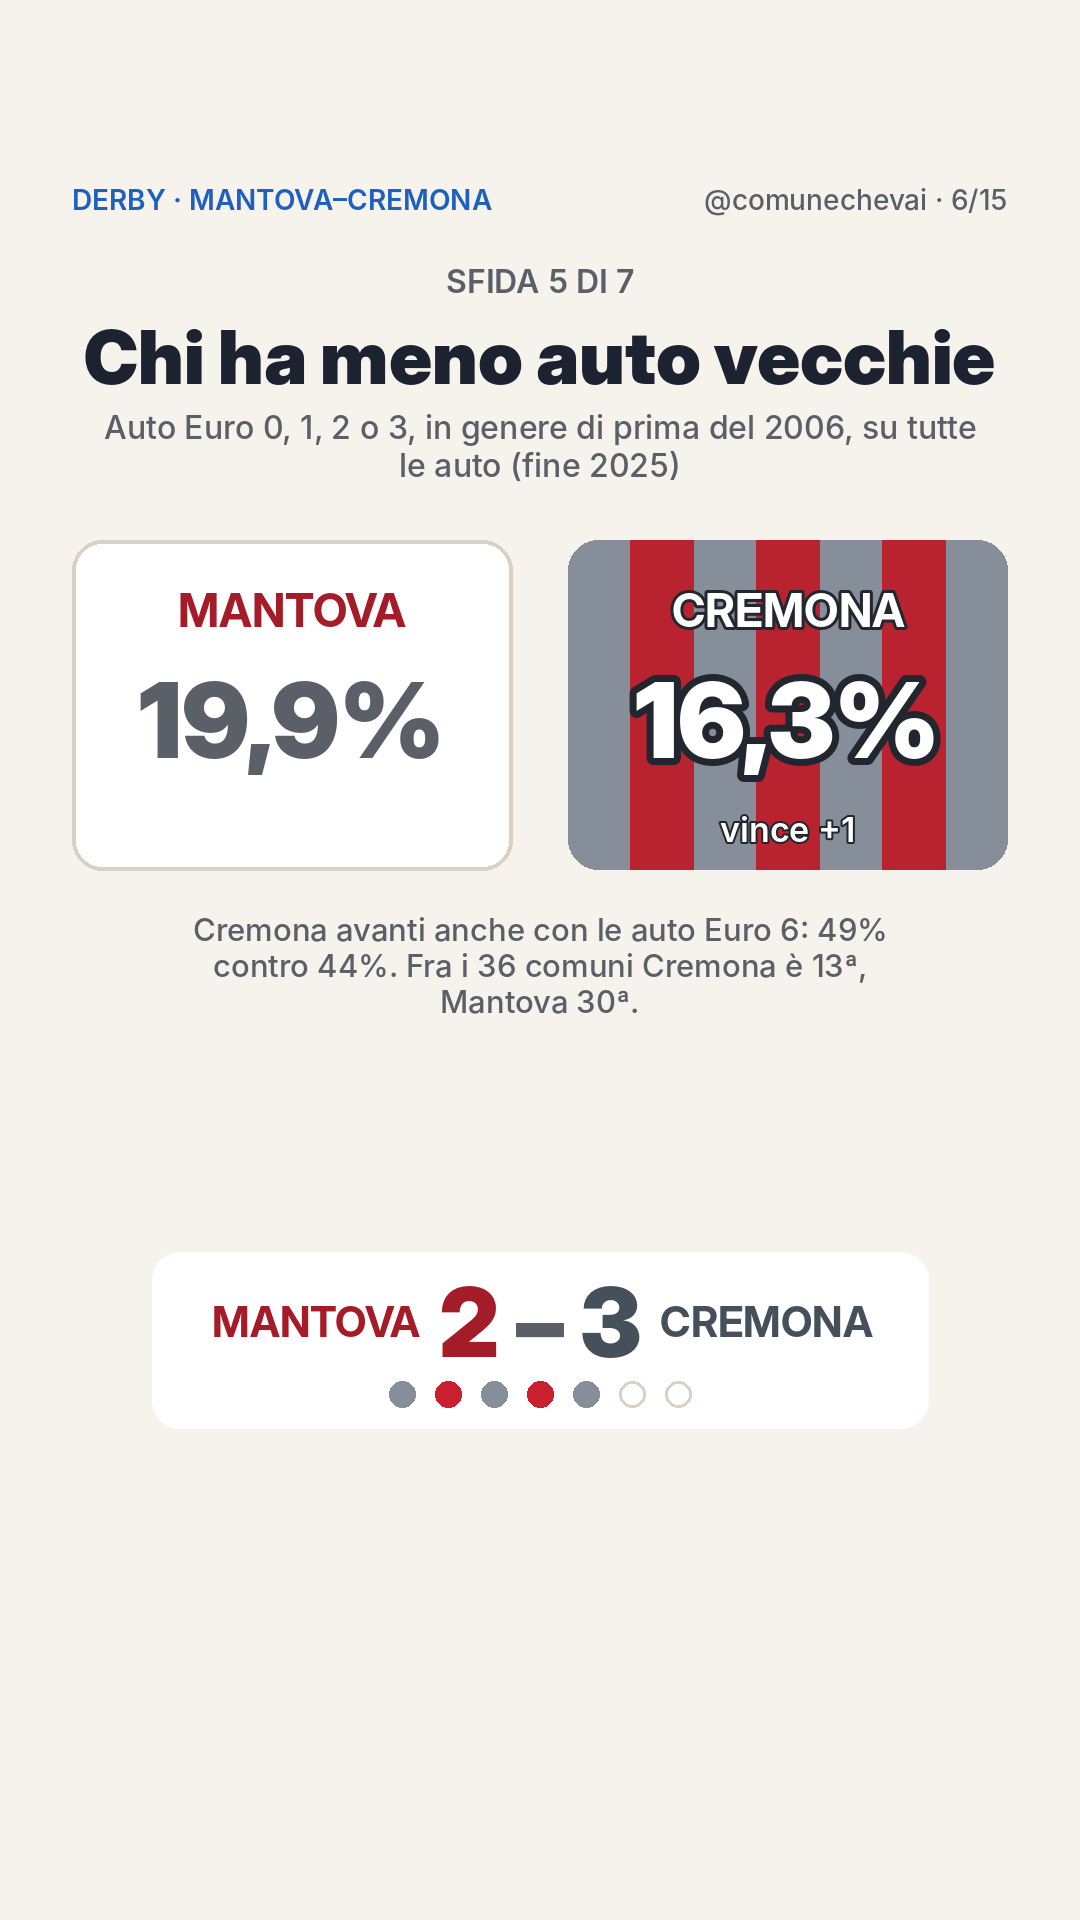 DERBY · MANTOVA–CREMONA
@comunechevai · 6/15
SFIDA 5 DI 7
Chi ha meno auto vecchie
Auto Euro 0, 1, 2 o 3, in genere di prima del 2006, su tutte
le auto (fine 2025)
MANTOVA
19,9%
CREMONA
16,3%
vince +1
Cremona avanti anche con le auto Euro 6: 49%
contro 44%. Fra i 36 comuni Cremona è 13ª,
Mantova 30ª.
MANTOVA 2 – 3 CREMONA